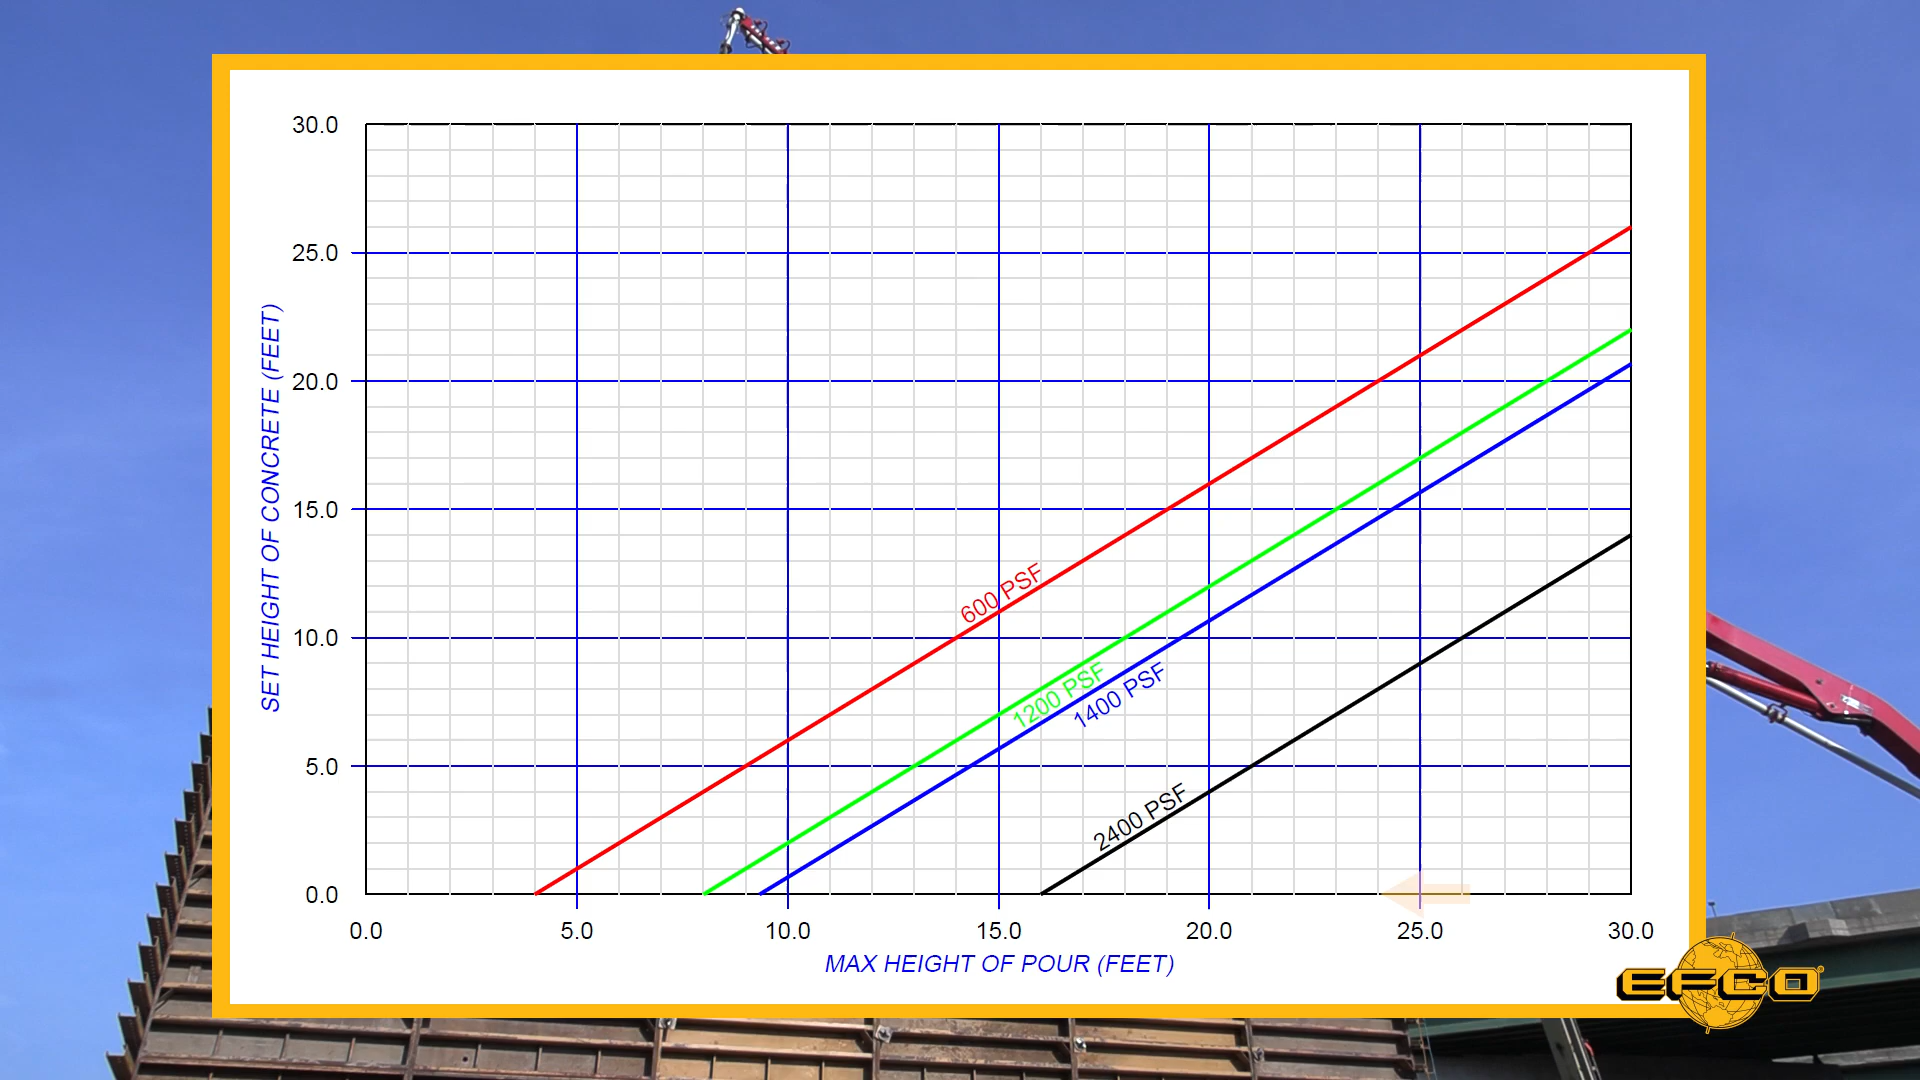 30.0
25.0
20.0
15.0
10.0
5.0
0.0
SET HEIGHT OF CONCRETE (FEET)
600 PSF
1200 PSF
1400 PSF
2400 PSF
0.0 5.0 10.0 15.0 20.0 25.0 30.0
MAX HEIGHT OF POUR (FEET)
EFCO®